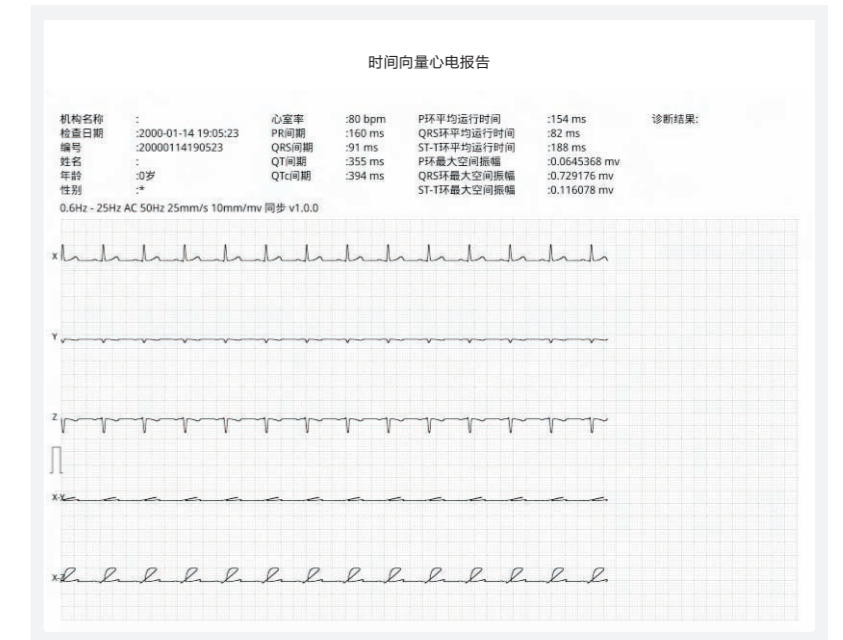 时间向量心电报告
机构名称 : 心室率 :80 bpm P环平均运行时间 :154 ms 诊断结果:
检查日期 :2000-01-14 19:05:23 PR间期 :160 ms QRS环平均运行时间 :82 ms
编号 :20000114190523 QRS间期 :91 ms ST-T环平均运行时间 :188 ms
姓名 : QT间期 :355 ms P环最大空间振幅 :0.0645368 mv
年龄 :0岁 QTc间期 :394 ms QRS环最大空间振幅 :0.729176 mv
性别 :* ST-T环最大空间振幅 :0.116078 mv
0.6Hz - 25Hz AC 50Hz 25mm/s 10mm/mv 同步 v1.0.0
X
Y
Z
X-Y
X-Z